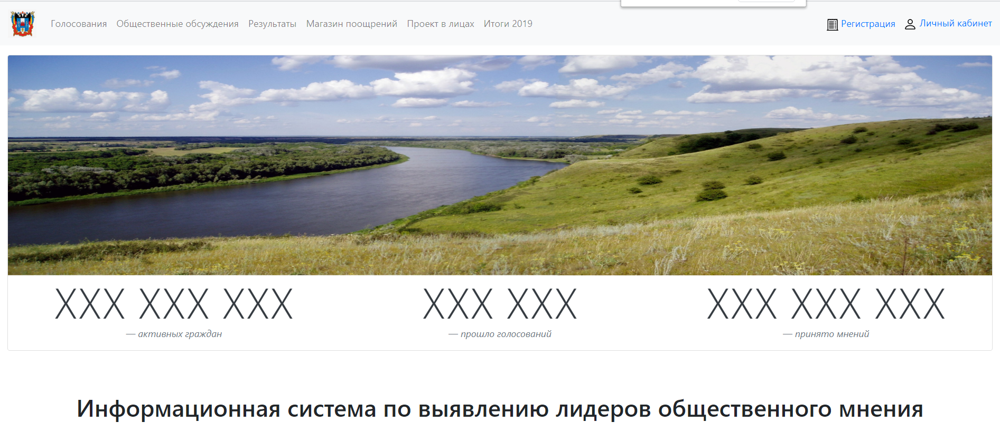 Голосования Общественные обсуждения Результаты Магазин поощрений Проект в лицах Итоги 2019 Регистрация Личный кабинет
XXX XXX XXX XXX XXX XXX XXX XXX
— активных граждан — прошло голосований — принято мнений
Информационная система по выявлению лидеров общественного мнения